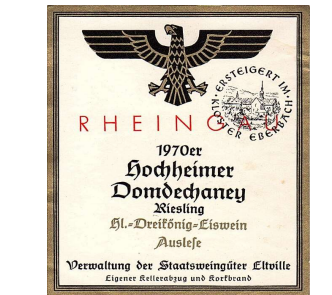 ERSTEIGERT IM
KLOSTER EBERBACH
RHEINGAU
1970er
Hochheimer
Domdechaney
Riesling
Hl.=Dreikönig=Eiswein
Auslese
Verwaltung der Staatsweingüter Eltville
Eigener Kellerabzug und Korkbrand